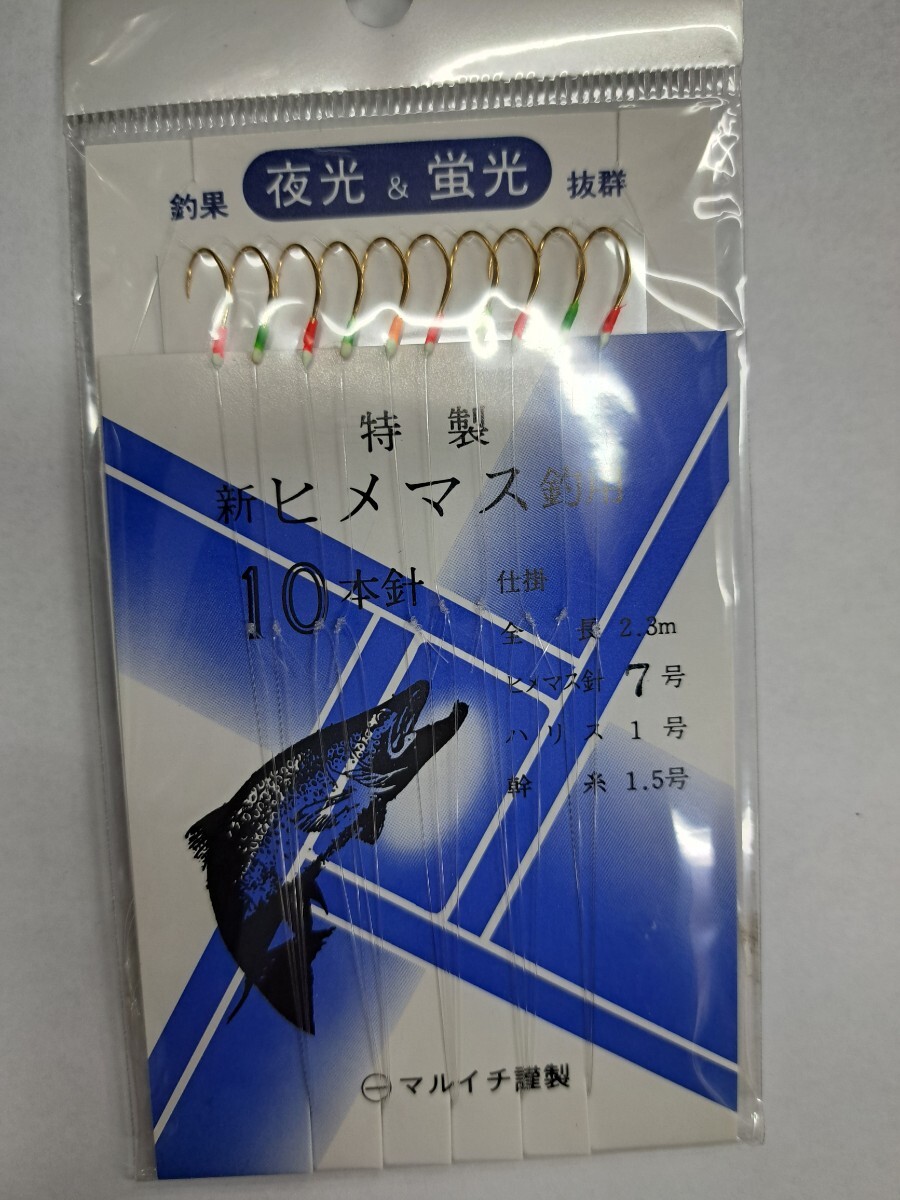 釣果 夜光 & 蛍光 抜群
特製
新ヒメマス釣用
10本針
仕掛
全長 2.3m
ヒメマス針 7号
ハリス 1号
幹糸 1.5号
㊀マルイチ謹製